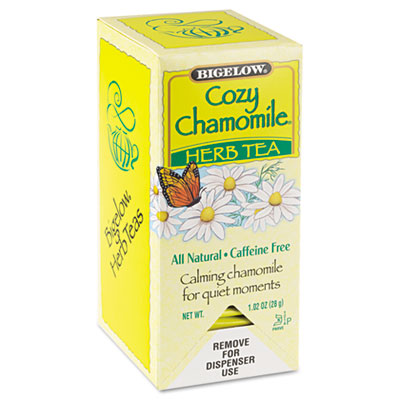 BIGELOW®
Cozy
Chamomile®
HERB TEA
All Natural • Caffeine Free
Calming chamomile
for quiet moments
NET WT. 1.02 OZ (28 g)
P
REMOVE
FOR
DISPENSER
USE
Bigelow®
Herb Teas